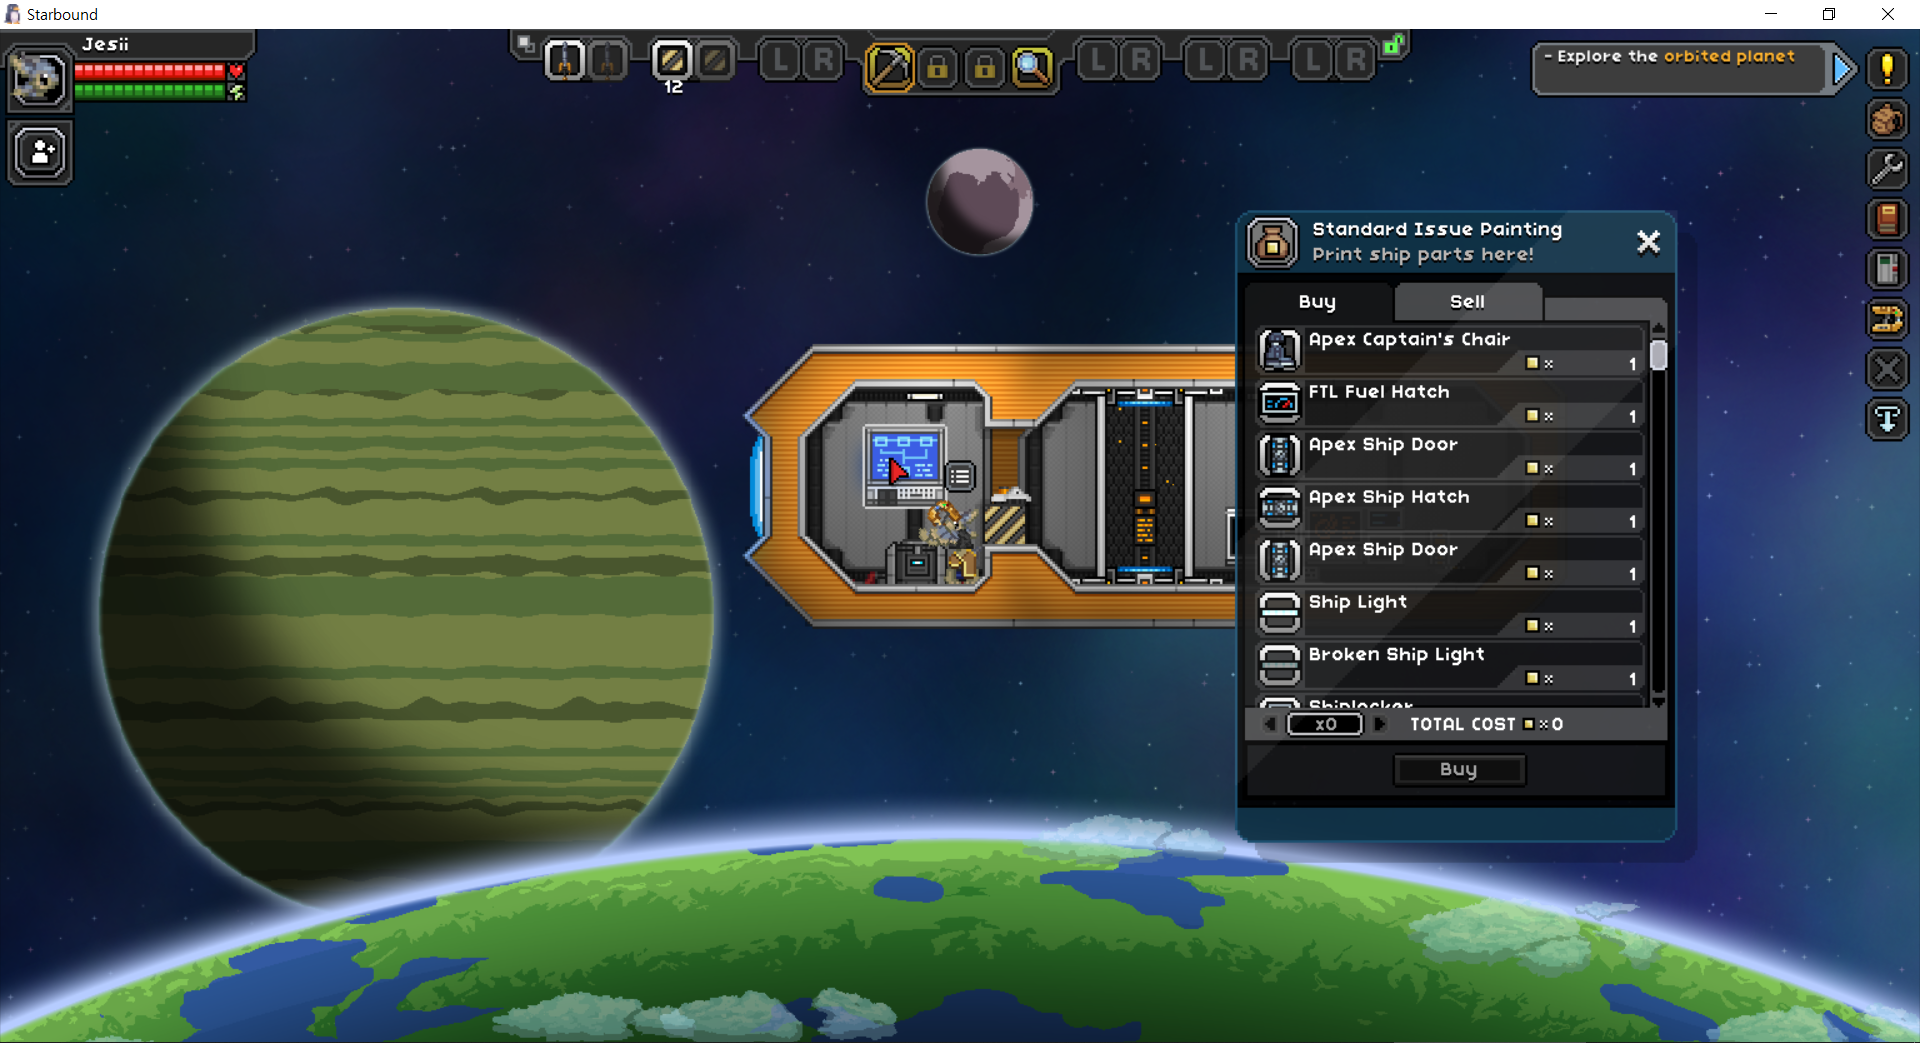 Starbound
Jesii
12
L R
L R
L R
L R
- Explore the orbited planet
Standard Issue Painting
Print ship parts here!
Buy
Sell
Apex Captain's Chair
x 1
FTL Fuel Hatch
x 1
Apex Ship Door
x 1
Apex Ship Hatch
x 1
Apex Ship Door
x 1
Ship Light
x 1
Broken Ship Light
x 1
Shiplocker
x0
TOTAL COST x 0
Buy